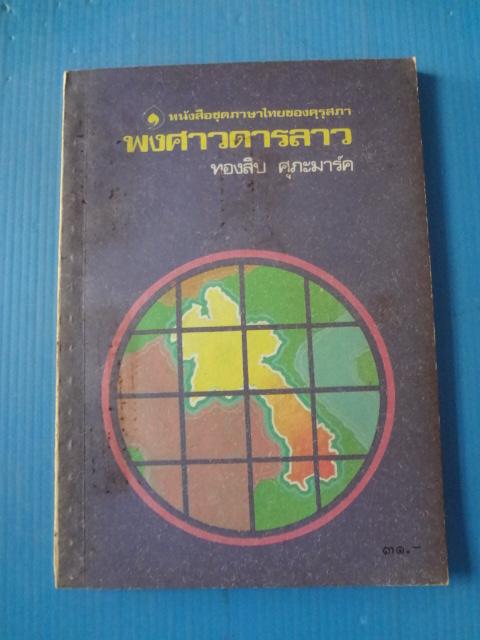 หนังสือชุดภาษาไทยของคุรุสภา
พงศาวดารลาว
ทองสืบ ศุภะมาร์ค
๓๑.-